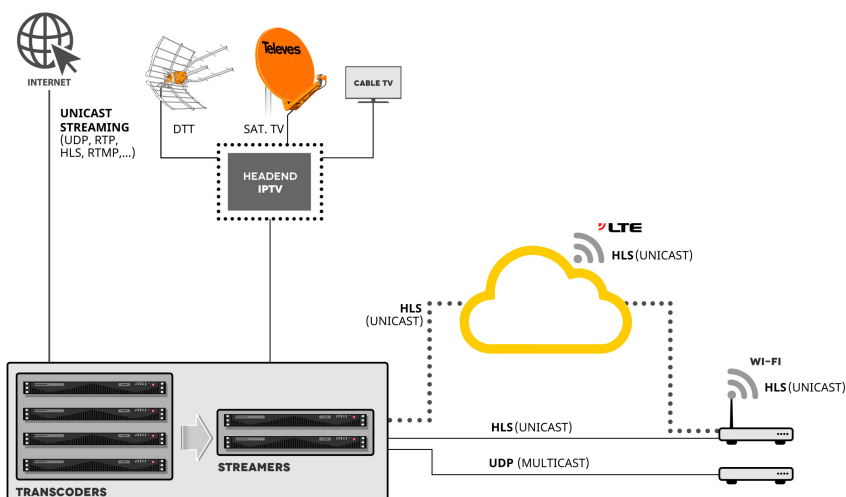 INTERNET
UNICAST
STREAMING
(UDP, RTP,
HLS, RTMP,...)
Televes
CABLE TV
DTT
SAT. TV
HEADEND
IPTV
LTE
HLS (UNICAST)
HLS
(UNICAST)
WI-FI
HLS (UNICAST)
HLS (UNICAST)
UDP (MULTICAST)
STREAMERS
TRANSCODERS